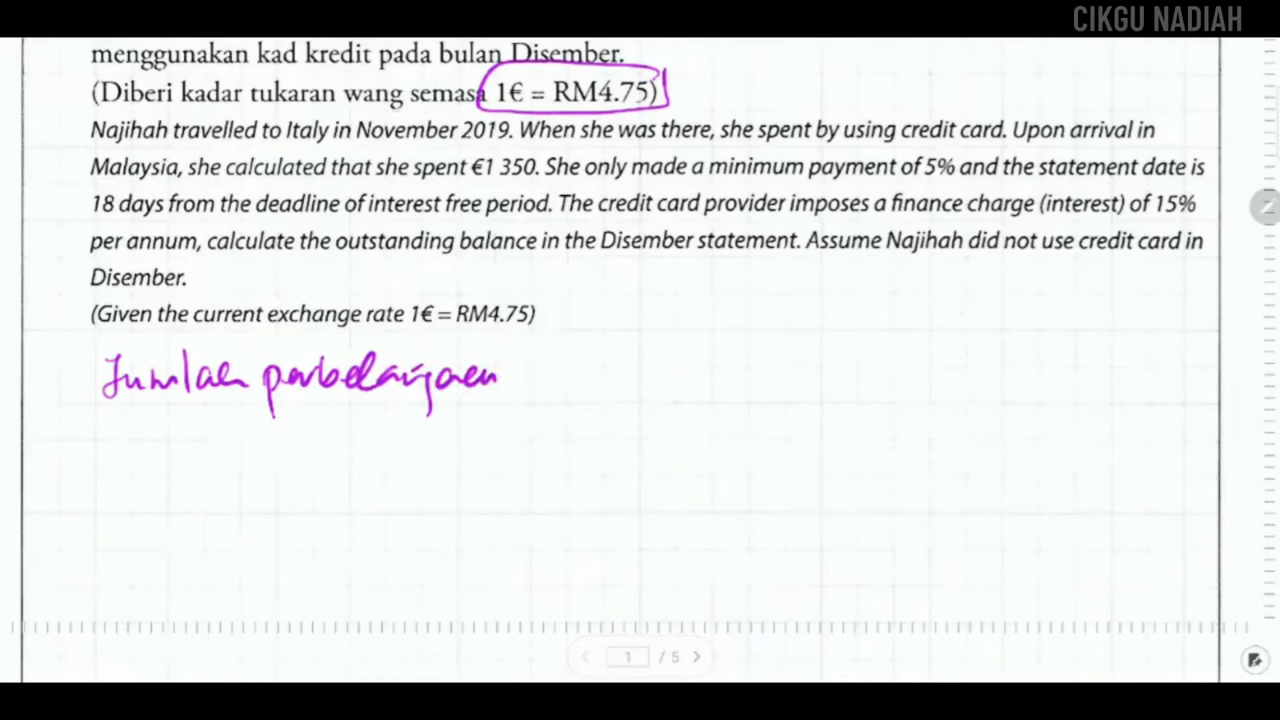 CIKGU NADIAH
menggunakan kad kredit pada bulan Disember.
(Diberi kadar tukaran wang semasa 1€ = RM4.75)
Najihah travelled to Italy in November 2019. When she was there, she spent by using credit card. Upon arrival in
Malaysia, she calculated that she spent €1 350. She only made a minimum payment of 5% and the statement date is
18 days from the deadline of interest free period. The credit card provider imposes a finance charge (interest) of 15%
per annum, calculate the outstanding balance in the Disember statement. Assume Najihah did not use credit card in
Disember.
(Given the current exchange rate 1€ = RM4.75)
Jumlah perbelanjaan
1 / 5